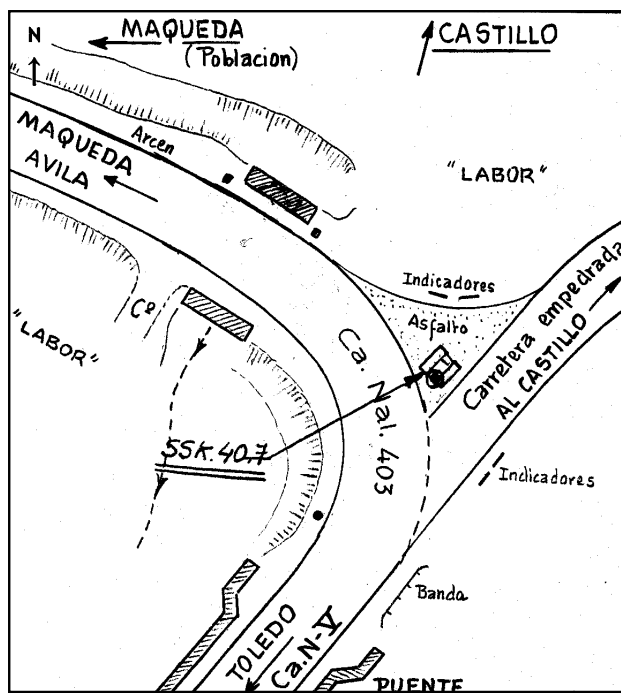 N
MAQUEDA
(Poblacion)
CASTILLO
MAQUEDA
AVILA
Arcen
"LABOR"
Indicadores
Asfalto
Carretera empedrada
AL CASTILLO
Cº
"LABOR"
Ca. Nal. 403
SSK.40,7
Indicadores
Banda
TOLEDO
Ca.N-V
PUENTE